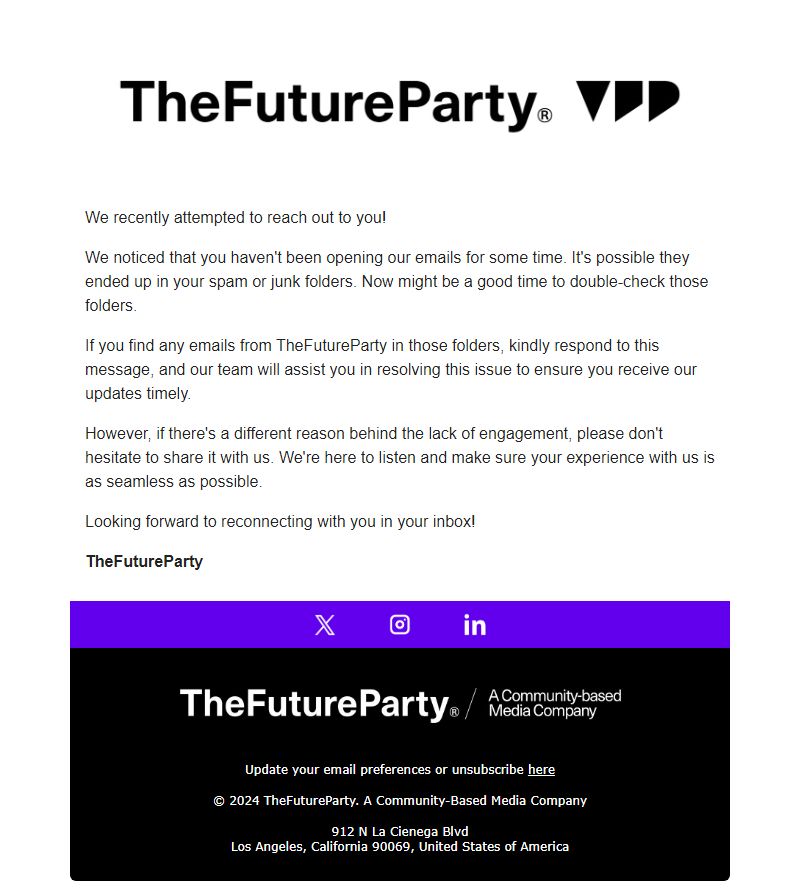 TheFutureParty®
We recently attempted to reach out to you!
We noticed that you haven't been opening our emails for some time. It's possible they
ended up in your spam or junk folders. Now might be a good time to double-check those
folders.
If you find any emails from TheFutureParty in those folders, kindly respond to this
message, and our team will assist you in resolving this issue to ensure you receive our
updates timely.
However, if there's a different reason behind the lack of engagement, please don't
hesitate to share it with us. We're here to listen and make sure your experience with us is
as seamless as possible.
Looking forward to reconnecting with you in your inbox!
TheFutureParty
TheFutureParty® / A Community-based
Media Company
Update your email preferences or unsubscribe here
© 2024 TheFutureParty. A Community-Based Media Company
912 N La Cienega Blvd
Los Angeles, California 90069, United States of America